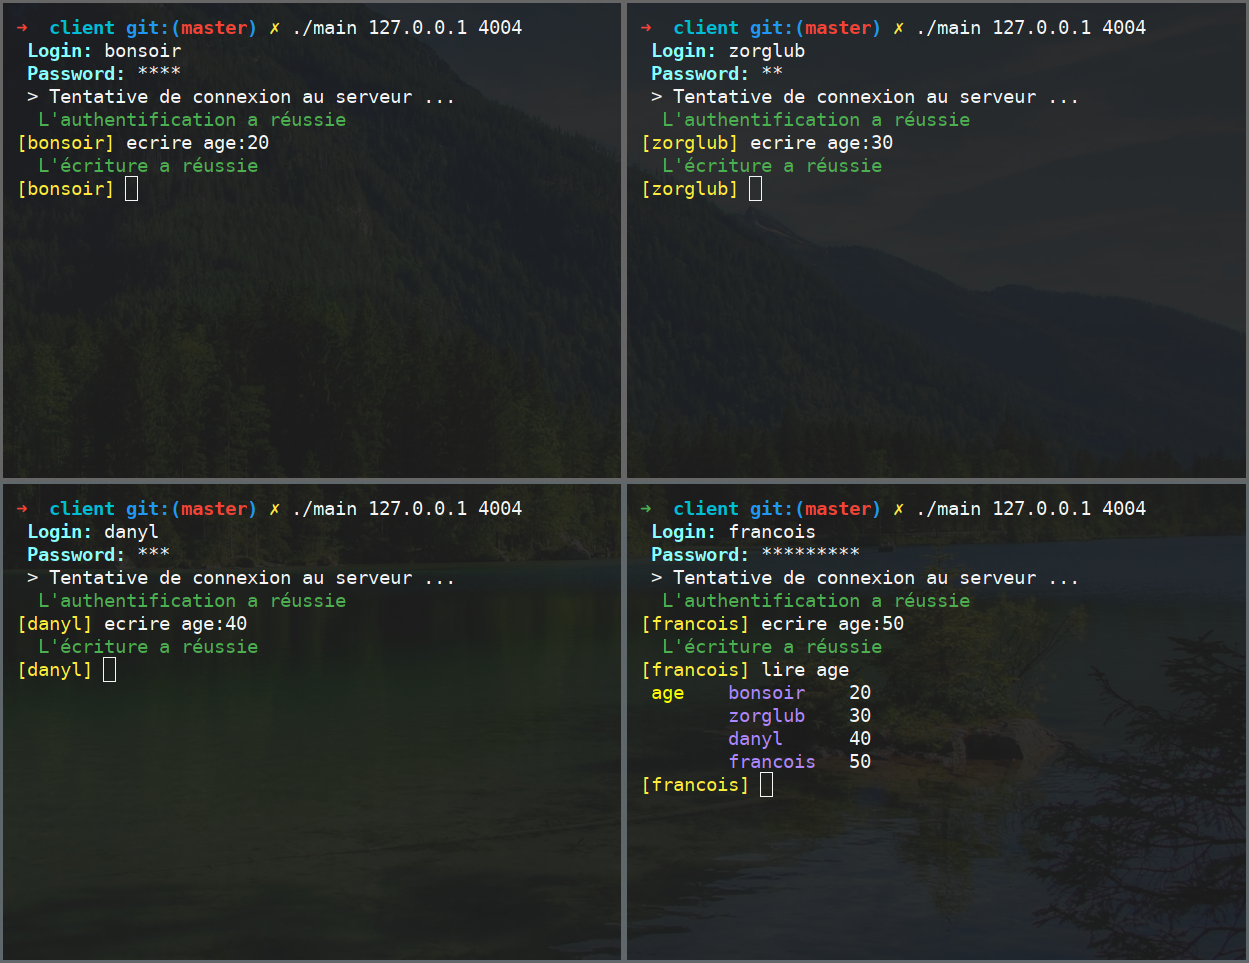 ➜  client git:(master) ✗ ./main 127.0.0.1 4004
Login: bonsoir
Password: ****
> Tentative de connexion au serveur ...
L'authentification a réussie
[bonsoir] ecrire age:20
L'écriture a réussie
[bonsoir]
➜  client git:(master) ✗ ./main 127.0.0.1 4004
Login: zorglub
Password: **
> Tentative de connexion au serveur ...
L'authentification a réussie
[zorglub] ecrire age:30
L'écriture a réussie
[zorglub]
➜  client git:(master) ✗ ./main 127.0.0.1 4004
Login: danyl
Password: ***
> Tentative de connexion au serveur ...
L'authentification a réussie
[danyl] ecrire age:40
L'écriture a réussie
[danyl]
➜  client git:(master) ✗ ./main 127.0.0.1 4004
Login: francois
Password: *********
> Tentative de connexion au serveur ...
L'authentification a réussie
[francois] ecrire age:50
L'écriture a réussie
[francois] lire age
age    bonsoir    20
zorglub    30
danyl      40
francois   50
[francois]